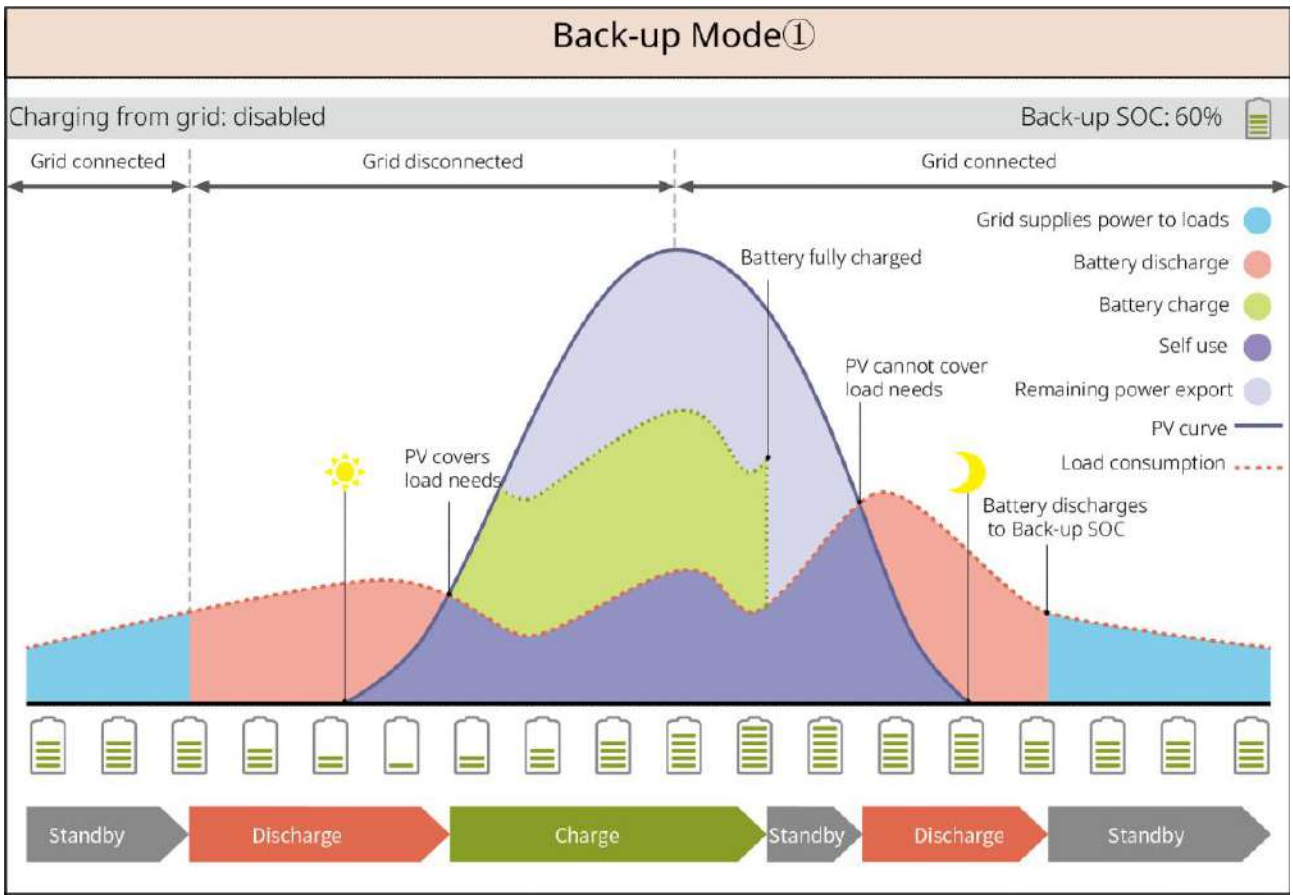 Back-up Mode①
Charging from grid: disabled
Back-up SOC: 60%
Grid connected
Grid disconnected
Grid connected
Grid supplies power to loads
Battery fully charged
Battery discharge
Battery charge
Self use
PV cannot cover
load needs
Remaining power export
PV curve
PV covers
load needs
Load consumption
Battery discharges
to Back-up SOC
Standby
Discharge
Charge
Standby
Discharge
Standby